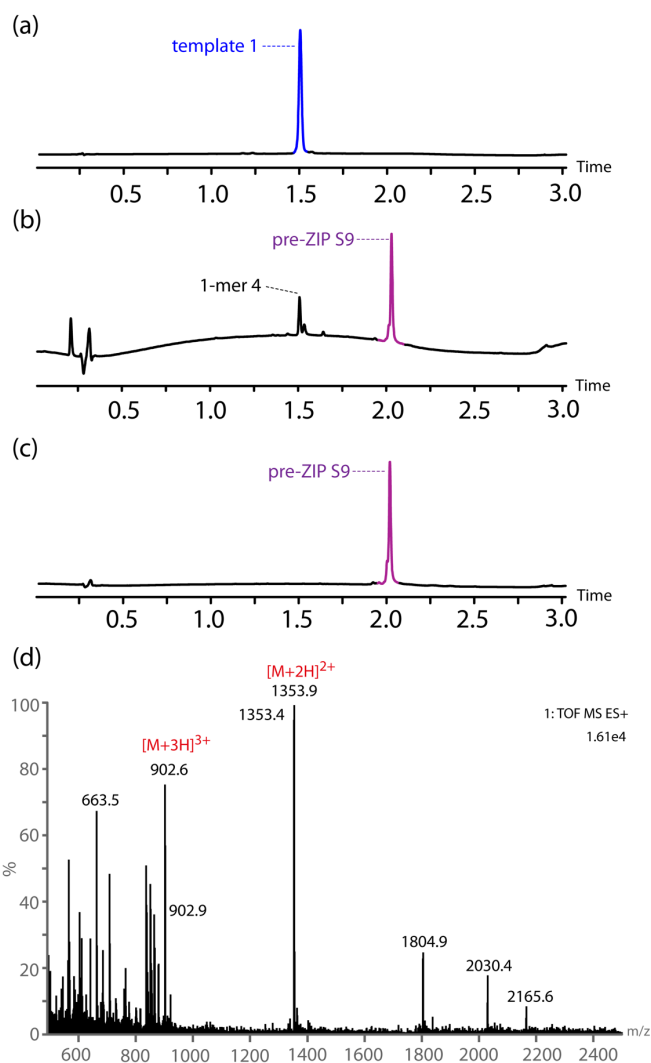 (a)
template 1
Time
0.5 1.0 1.5 2.0 2.5 3.0
(b)
pre-ZIP S9
1-mer 4
Time
0.5 1.0 1.5 2.0 2.5 3.0
(c)
pre-ZIP S9
Time
0.5 1.0 1.5 2.0 2.5 3.0
(d)
[M+2H]2+
1353.9
1353.4
1: TOF MS ES+
1.61e4
[M+3H]3+
902.6
663.5
902.9
1804.9
2030.4
2165.6
100
80
60
%
40
20
0
600 800 1000 1200 1400 1600 1800 2000 2200 2400 m/z